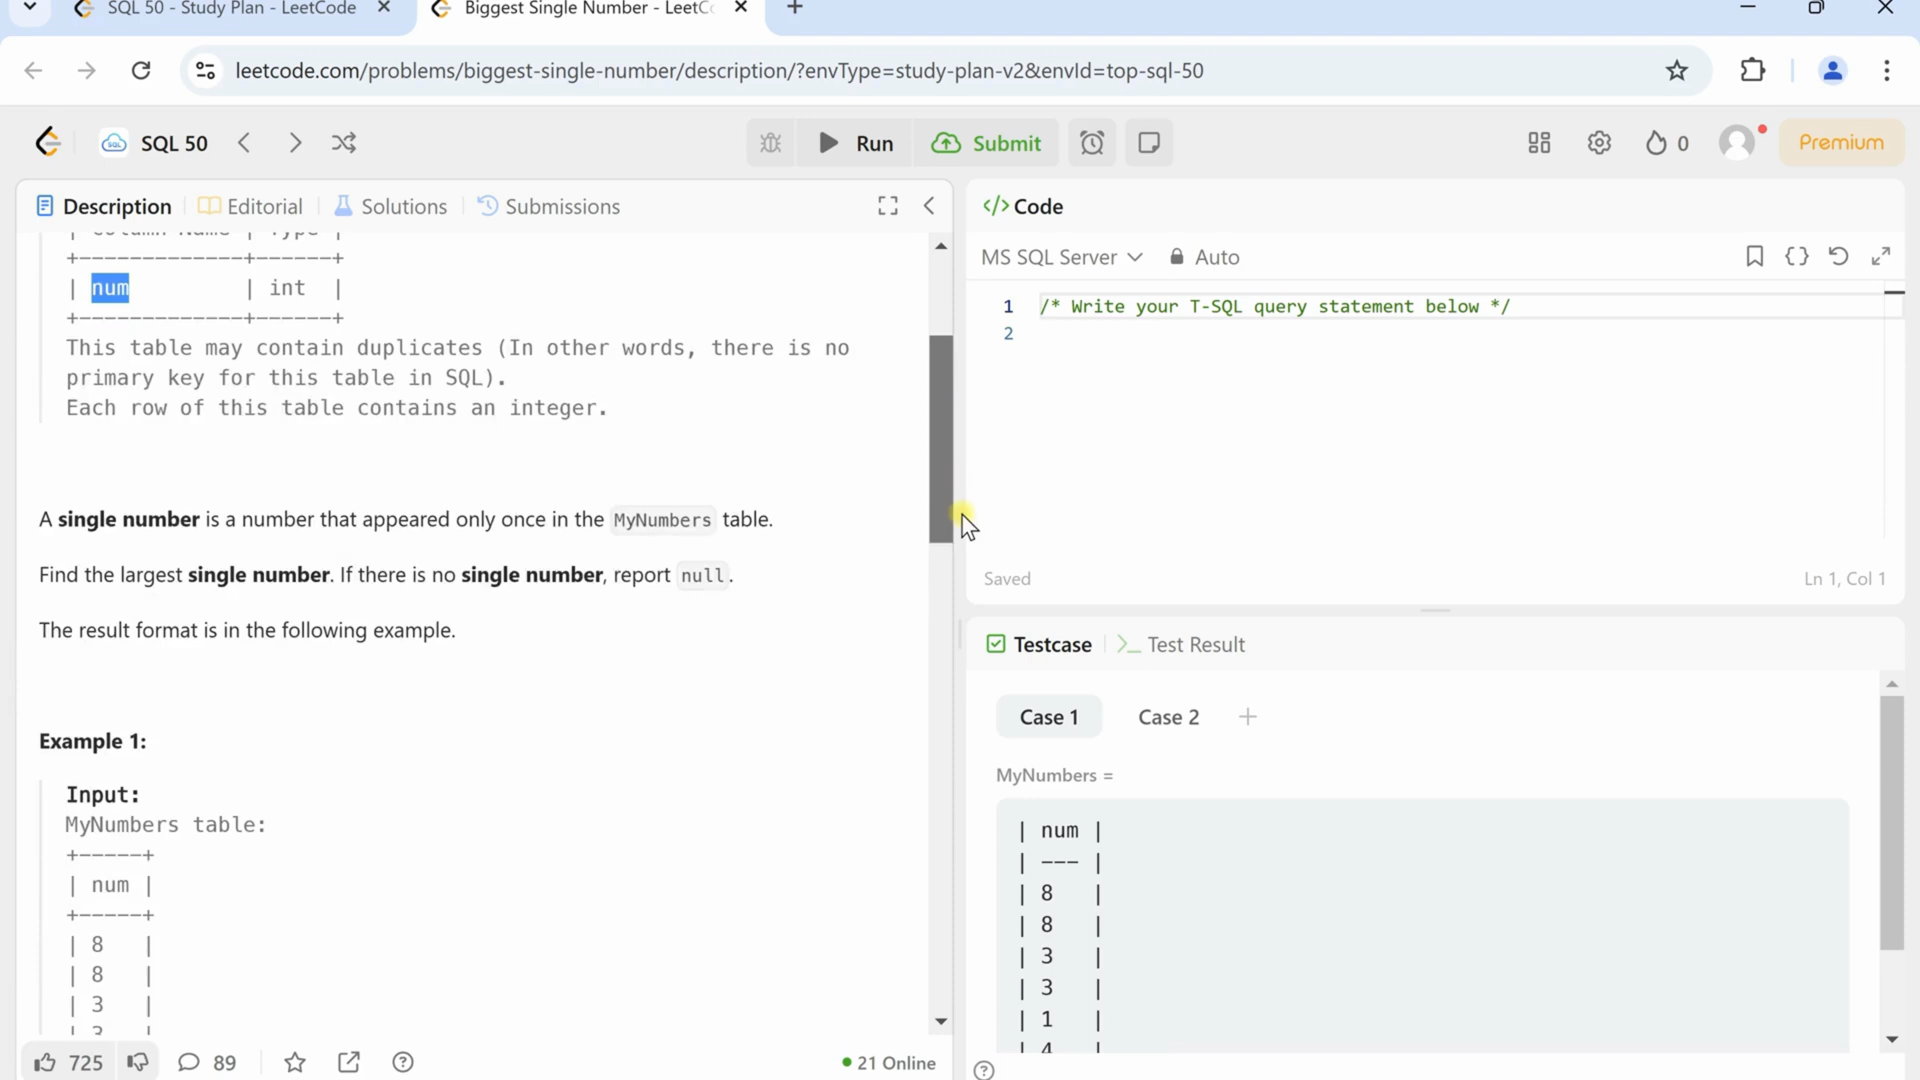 SQL 50 - Study Plan - LeetCode
Biggest Single Number - LeetC
leetcode.com/problems/biggest-single-number/description/?envType=study-plan-v2&envId=top-sql-50
SQL 50
Run
Submit
0
Premium
Description
Editorial
Solutions
Submissions
| Column Name | Type |
+-------------+------+
| num | int |
+-------------+------+
This table may contain duplicates (In other words, there is no
primary key for this table in SQL).
Each row of this table contains an integer.
A single number is a number that appeared only once in the MyNumbers table.
Find the largest single number. If there is no single number, report null.
The result format is in the following example.
Example 1:
Input:
MyNumbers table:
+------+
| num |
+------+
| 8 |
| 8 |
| 3 |
| 3 |
725
89
21 Online
</> Code
MS SQL Server
Auto
1 /* Write your T-SQL query statement below */
2
Saved
Ln 1, Col 1
Testcase
Test Result
Case 1
Case 2
MyNumbers =
| num |
| --- |
| 8 |
| 8 |
| 3 |
| 3 |
| 1 |
| 4 |